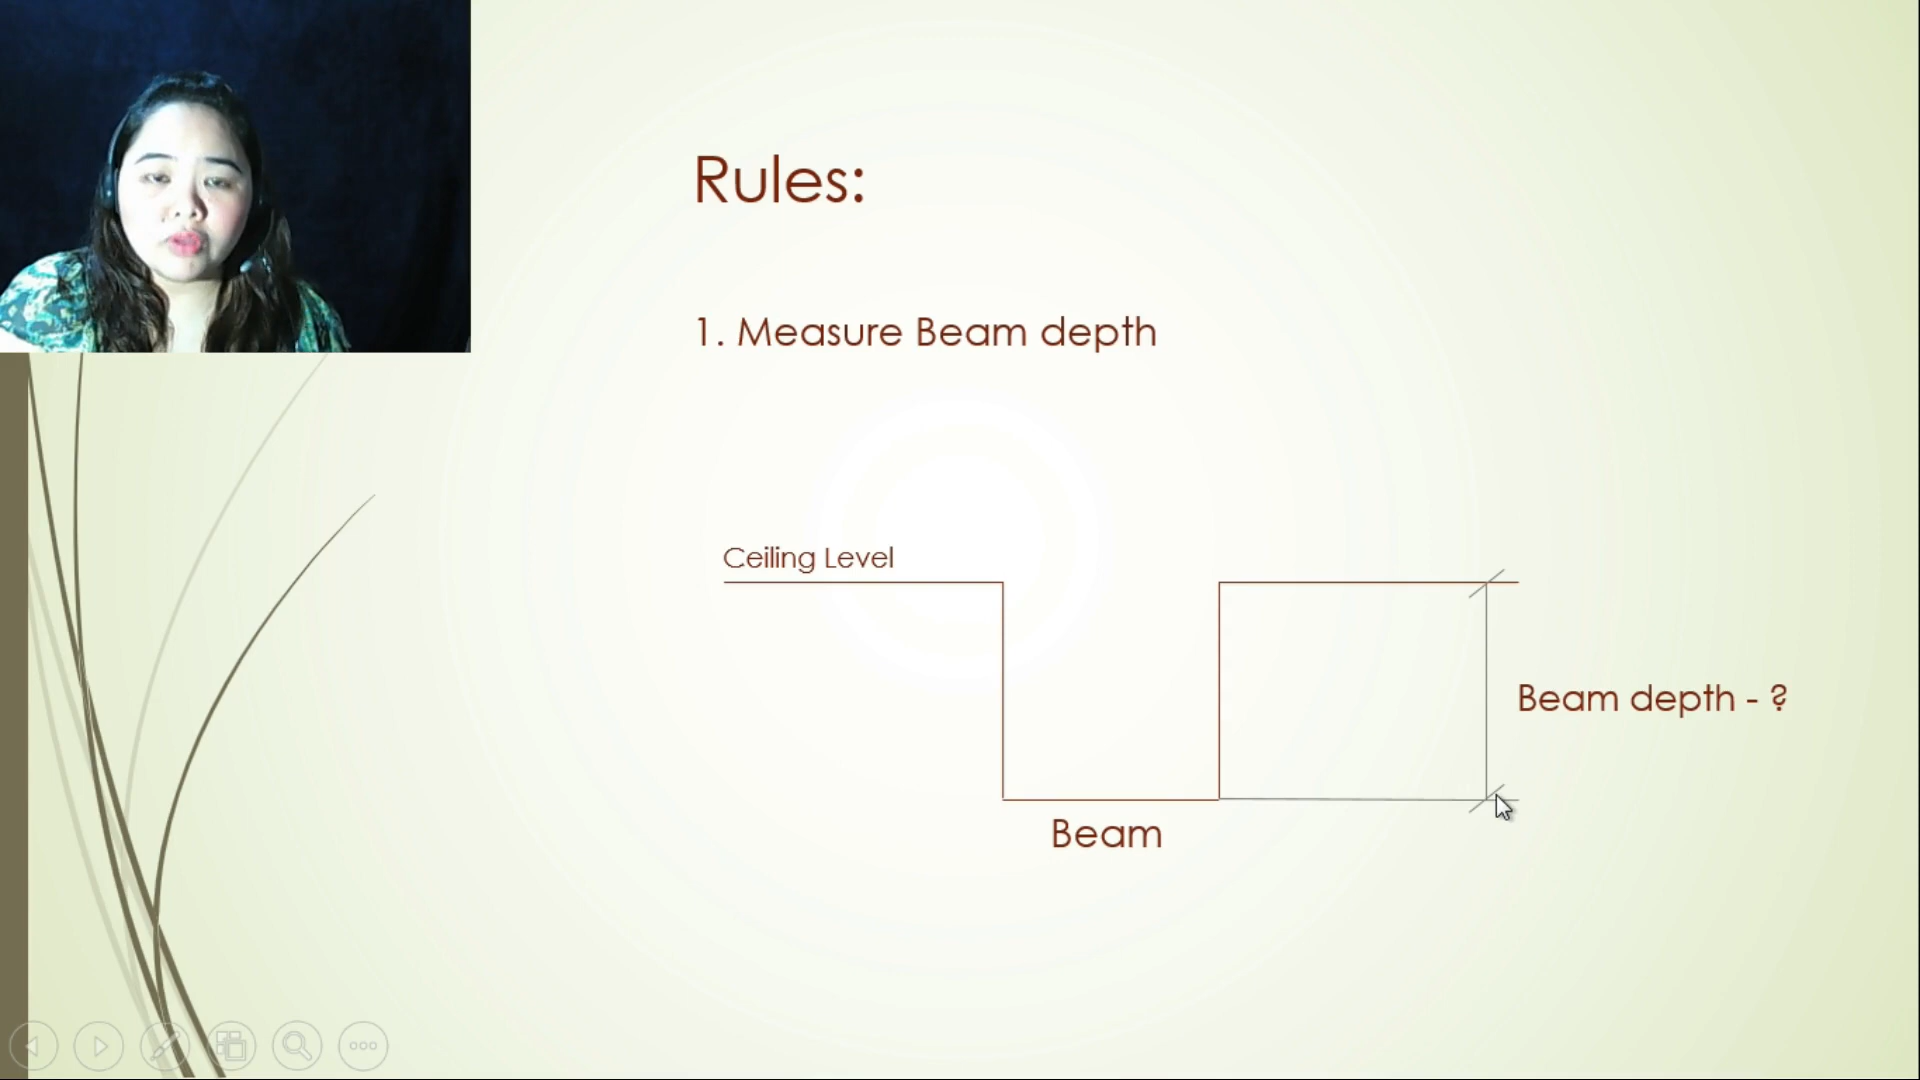 Rules:
1. Measure Beam depth
Ceiling Level
Beam depth - ?
Beam